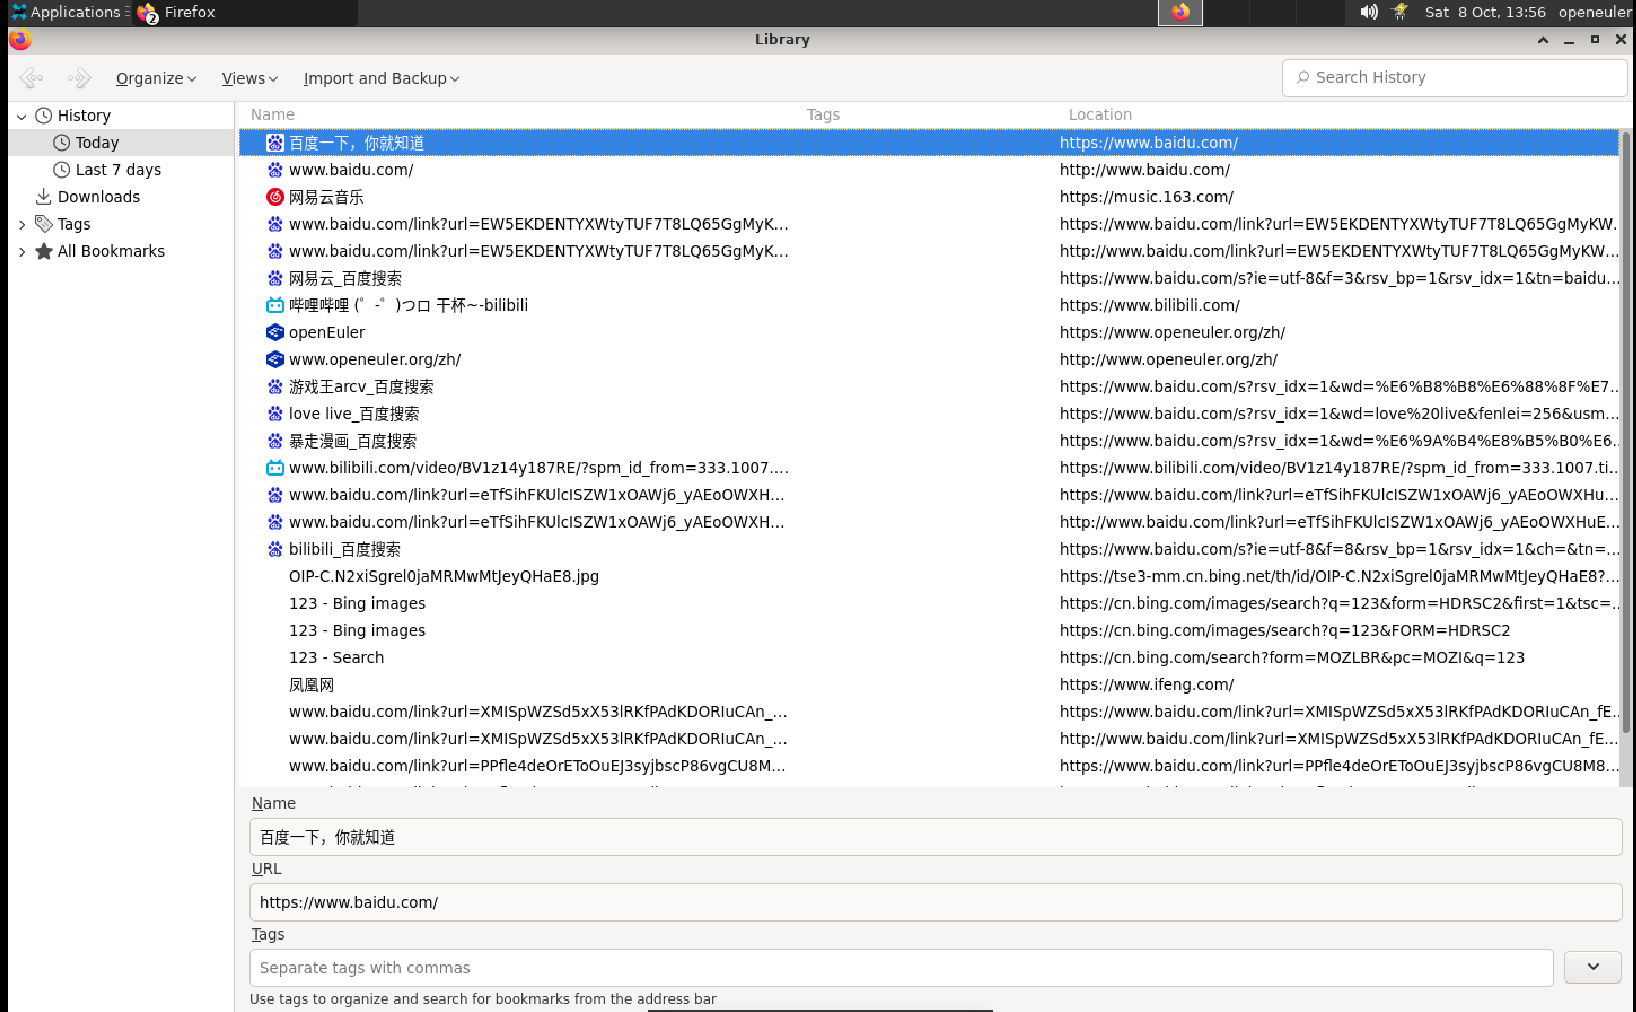 Applications
Firefox
2
Sat 8 Oct, 13:56 openeuler
Library
Organize Views Import and Backup Search History
History
Today
Last 7 days
Downloads
Tags
All Bookmarks
Name Tags Location
百度一下，你就知道 https://www.baidu.com/
www.baidu.com/ http://www.baidu.com/
网易云音乐 https://music.163.com/
www.baidu.com/link?url=EW5EKDENTYXWtyTUF7T8LQ65GgMyK... https://www.baidu.com/link?url=EW5EKDENTYXWtyTUF7T8LQ65GgMyKW...
www.baidu.com/link?url=EW5EKDENTYXWtyTUF7T8LQ65GgMyK... http://www.baidu.com/link?url=EW5EKDENTYXWtyTUF7T8LQ65GgMyKW...
网易云_百度搜索 https://www.baidu.com/s?ie=utf-8&f=3&rsv_bp=1&rsv_idx=1&tn=baidu...
哔哩哔哩 (゜-゜)つロ 干杯~-bilibili https://www.bilibili.com/
openEuler https://www.openeuler.org/zh/
www.openeuler.org/zh/ http://www.openeuler.org/zh/
游戏王arcv_百度搜索 https://www.baidu.com/s?rsv_idx=1&wd=%E6%B8%B8%E6%88%8F%E7...
love live_百度搜索 https://www.baidu.com/s?rsv_idx=1&wd=love%20live&fenlei=256&usm...
暴走漫画_百度搜索 https://www.baidu.com/s?rsv_idx=1&wd=%E6%9A%B4%E8%B5%B0%E6...
www.bilibili.com/video/BV1z14y187RE/?spm_id_from=333.1007.... https://www.bilibili.com/video/BV1z14y187RE/?spm_id_from=333.1007.ti...
www.baidu.com/link?url=eTfSihFKUlcISZW1xOAWj6_yAEoOWXH... https://www.baidu.com/link?url=eTfSihFKUlcISZW1xOAWj6_yAEoOWXHu...
www.baidu.com/link?url=eTfSihFKUlcISZW1xOAWj6_yAEoOWXH... http://www.baidu.com/link?url=eTfSihFKUlcISZW1xOAWj6_yAEoOWXHuE...
bilibili_百度搜索 https://www.baidu.com/s?ie=utf-8&f=8&rsv_bp=1&rsv_idx=1&ch=&tn=...
OIP-C.N2xiSgrel0jaMRMwMtJeyQHaE8.jpg https://tse3-mm.cn.bing.net/th/id/OIP-C.N2xiSgrel0jaMRMwMtJeyQHaE8?...
123 - Bing images https://cn.bing.com/images/search?q=123&form=HDRSC2&first=1&tsc=...
123 - Bing images https://cn.bing.com/images/search?q=123&FORM=HDRSC2
123 - Search https://cn.bing.com/search?form=MOZLBR&pc=MOZI&q=123
凤凰网 https://www.ifeng.com/
www.baidu.com/link?url=XMISpWZSd5xX53lRKfPAdKDORIuCAn_... https://www.baidu.com/link?url=XMISpWZSd5xX53lRKfPAdKDORIuCAn_fE...
www.baidu.com/link?url=XMISpWZSd5xX53lRKfPAdKDORIuCAn_... http://www.baidu.com/link?url=XMISpWZSd5xX53lRKfPAdKDORIuCAn_fE...
www.baidu.com/link?url=PPfle4deOrEToOuEJ3syjbscP86vgCU8M... https://www.baidu.com/link?url=PPfle4deOrEToOuEJ3syjbscP86vgCU8M8...
Name
百度一下，你就知道
URL
https://www.baidu.com/
Tags
Separate tags with commas
Use tags to organize and search for bookmarks from the address bar